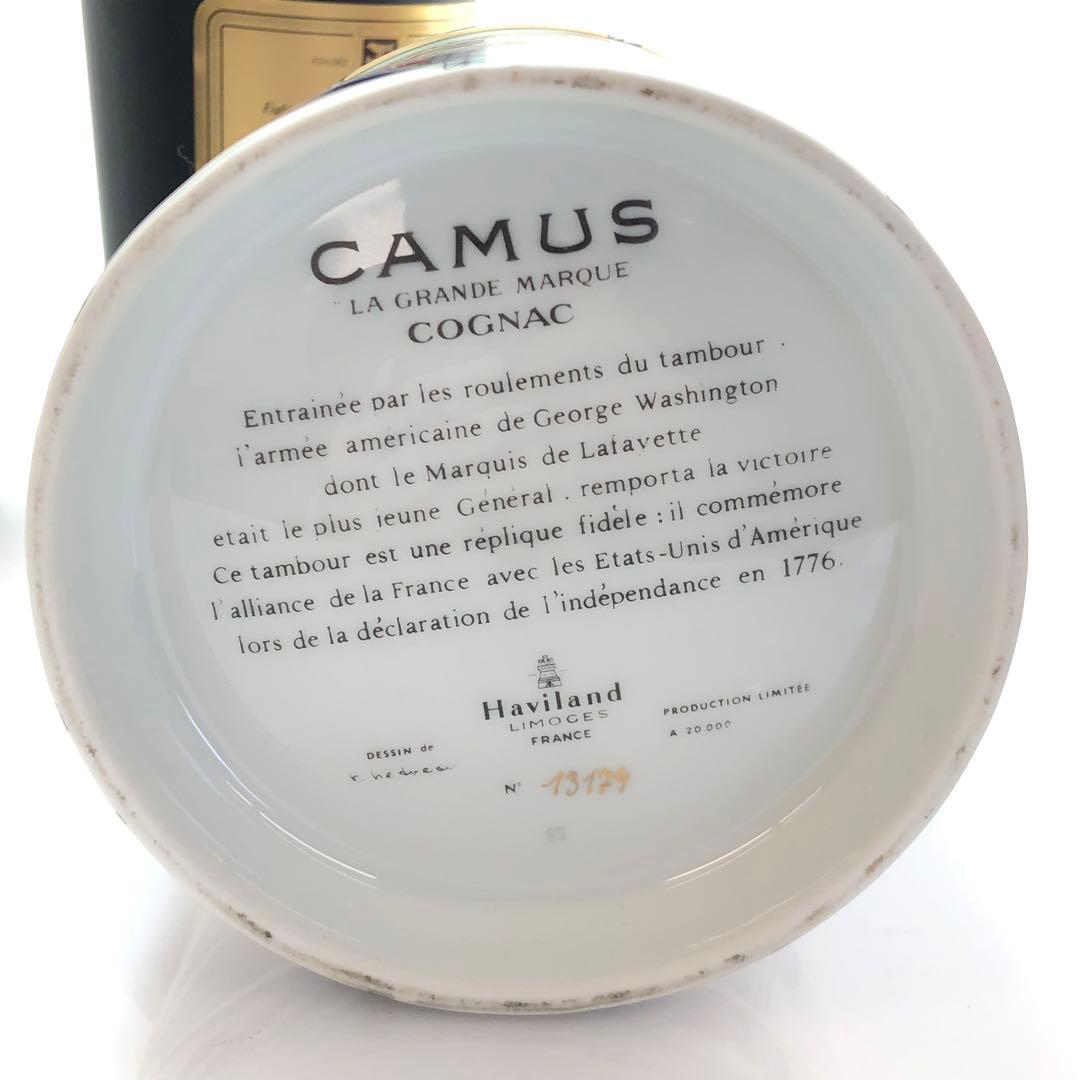 CAMUS
"LA GRANDE MARQUE
COGNAC
Entrainée par les roulements du tambour .
l'armée américaine de George Washington
dont le Marquis de Lafayette
etait le plus jeune Général . remporta la victoire
Ce tambour est une réplique fidèle : il commémore
l'alliance de la France avec les Etats-Unis d'Amérique
lors de la déclaration de l'indépendance en 1776.
Haviland
LIMOGES
FRANCE
DESSIN de
PRODUCTION LIMITÉE
A 20.000
N° 13179